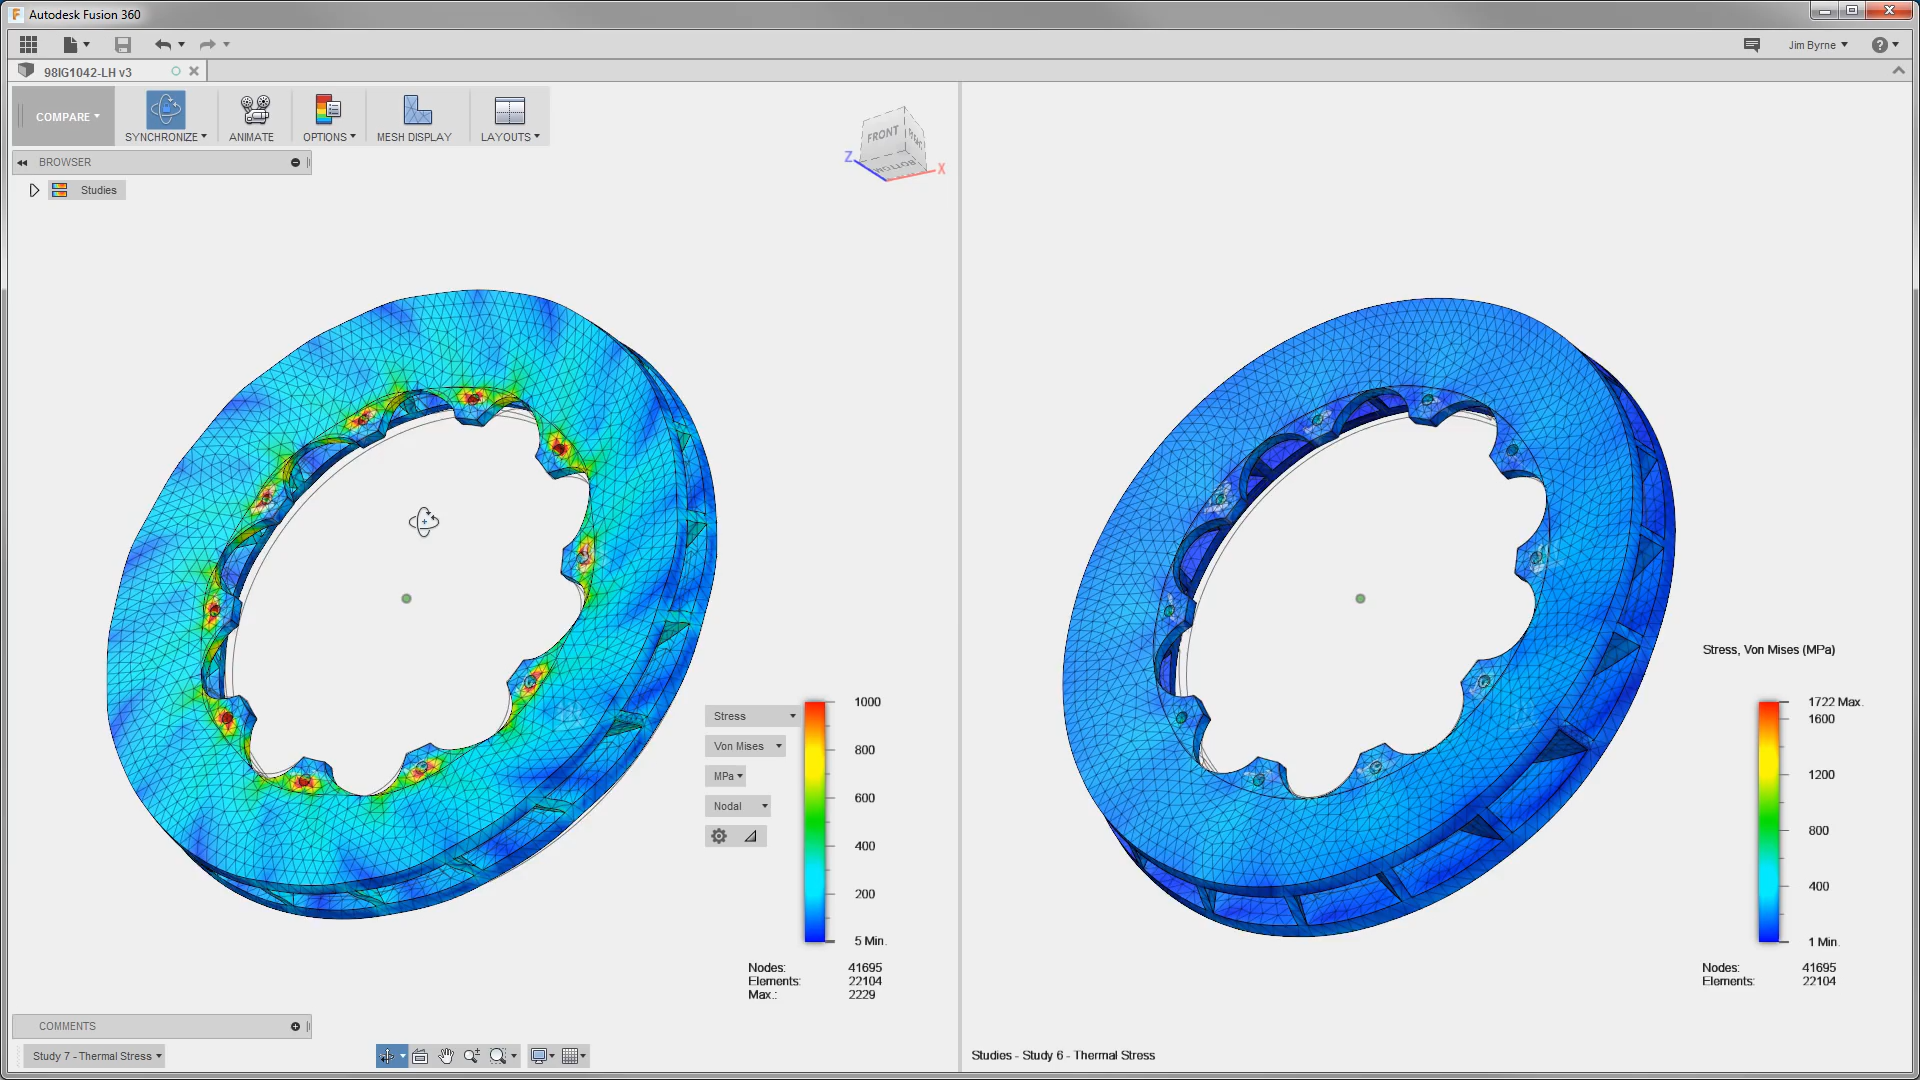 Autodesk Fusion 360
Jim Byrne
98IG1042-LH v3
COMPARE
SYNCHRONIZE
ANIMATE
OPTIONS
MESH DISPLAY
LAYOUTS
BROWSER
Studies
FRONT
BOTTOM
Z
X
Stress
Von Mises
MPa
Nodal
1000
800
600
400
200
5 Min.
Nodes: 41695
Elements: 22104
Max.: 2229
Stress, Von Mises (MPa)
1722 Max.
1600
1200
800
400
1 Min.
Nodes: 41695
Elements: 22104
COMMENTS
Study 7 - Thermal Stress
Studies - Study 6 - Thermal Stress